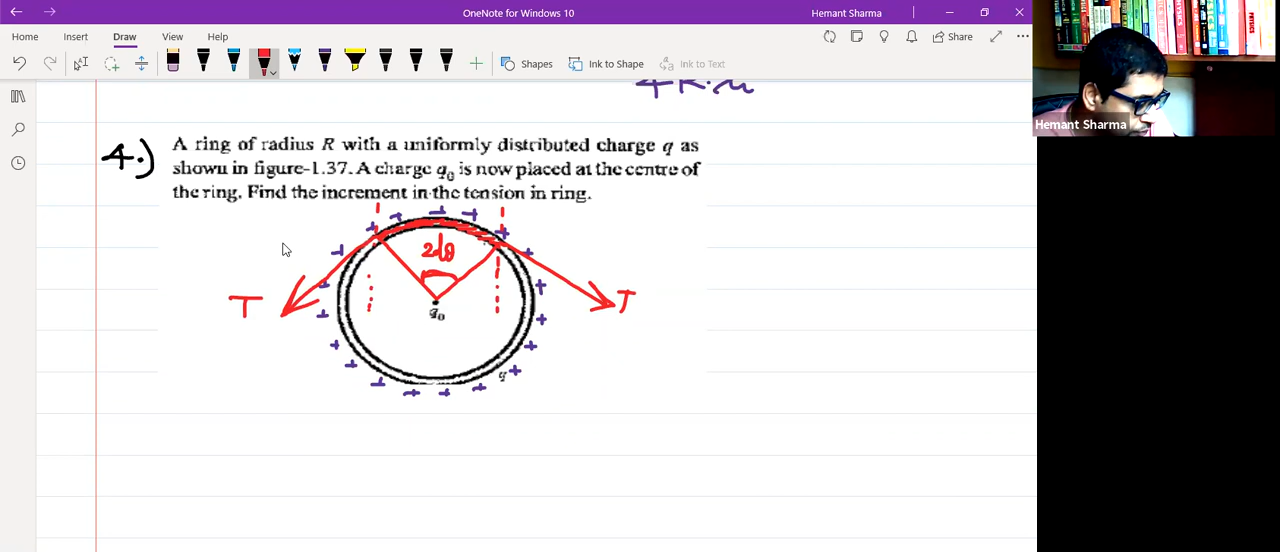 OneNote for Windows 10
Hemant Sharma
Home Insert Draw View Help
Share
Shapes
Ink to Shape
Ink to Text
Hemant Sharma
4.)
A ring of radius R with a uniformly distributed charge q as
shown in figure-1.37. A charge q₀ is now placed at the centre of
the ring. Find the increment in the tension in ring.
2dθ
T
T
q₀
q
PHYSICS